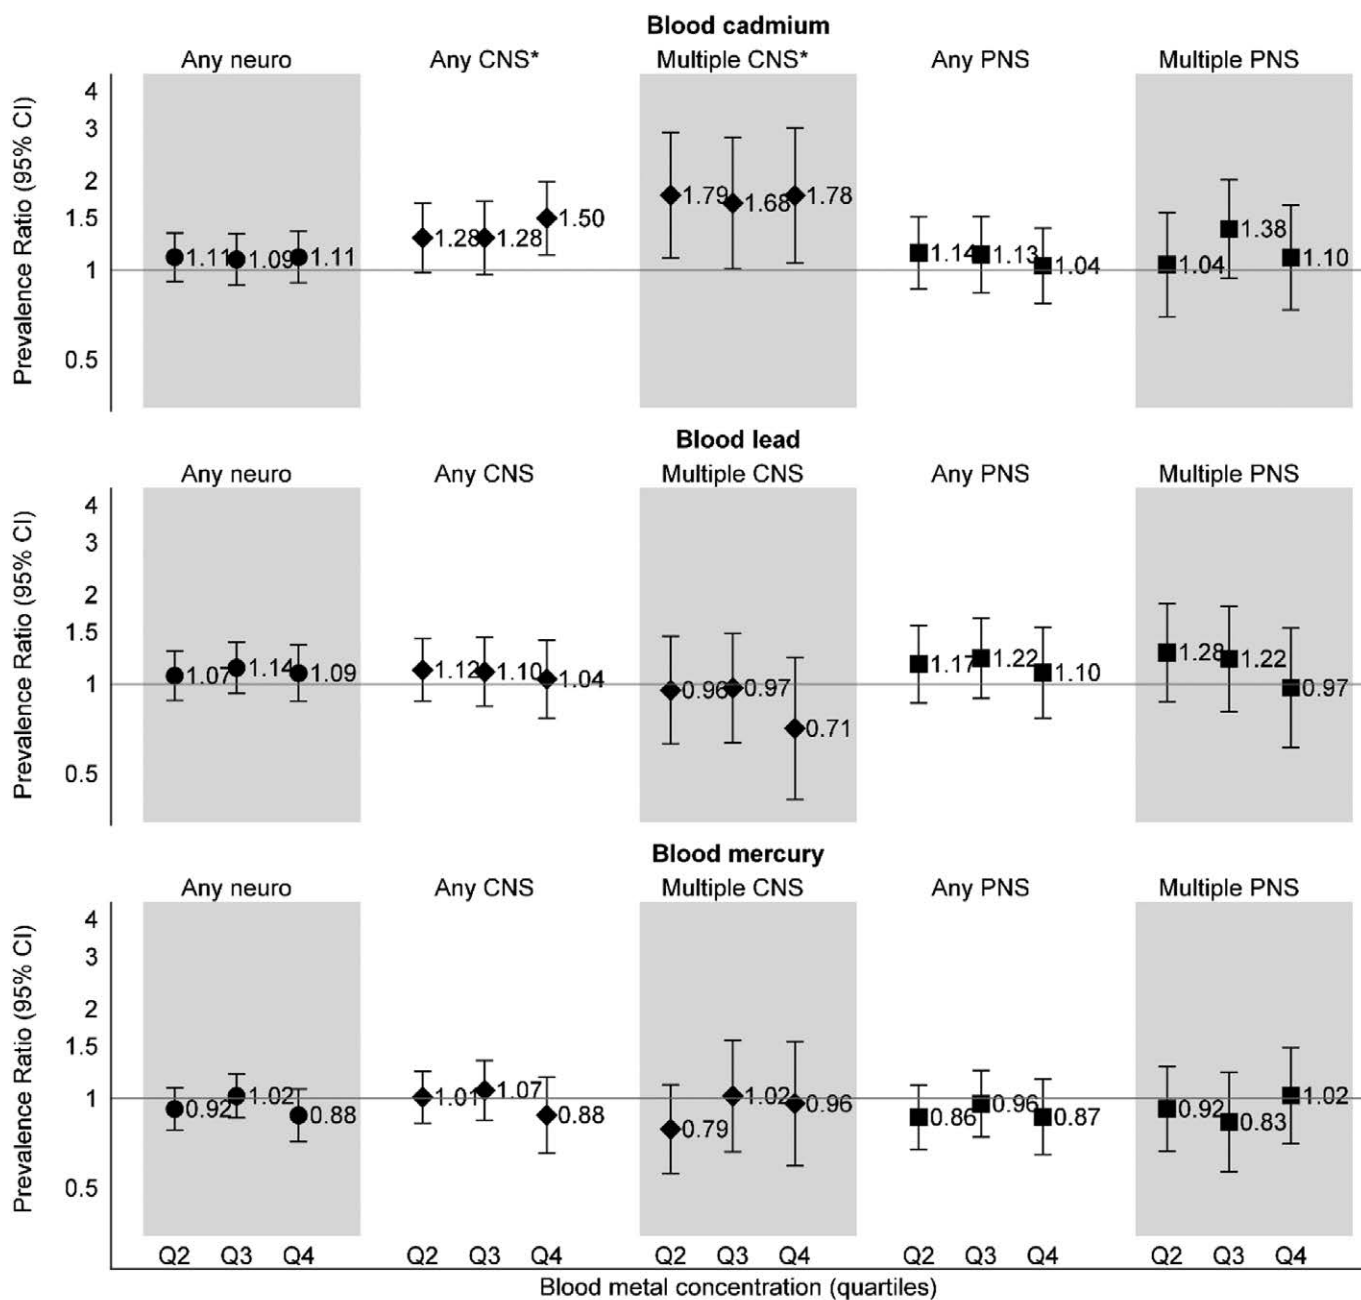 Blood cadmium
Any neuro Any CNS* Multiple CNS* Any PNS Multiple PNS
Prevalence Ratio (95% CI)
4
3
2
1.5
1
0.5
1.11 1.09 1.11 1.28 1.28 1.50 1.79 1.68 1.78 1.14 1.13 1.04 1.04 1.38 1.10
Blood lead
Any neuro Any CNS Multiple CNS Any PNS Multiple PNS
Prevalence Ratio (95% CI)
4
3
2
1.5
1
0.5
1.07 1.14 1.09 1.12 1.10 1.04 0.96 0.97 0.71 1.17 1.22 1.10 1.28 1.22 0.97
Blood mercury
Any neuro Any CNS Multiple CNS Any PNS Multiple PNS
Prevalence Ratio (95% CI)
4
3
2
1.5
1
0.5
0.92 1.02 0.88 1.01 1.07 0.88 0.79 1.02 0.96 0.86 0.96 0.87 0.92 0.83 1.02
Q2 Q3 Q4 Q2 Q3 Q4 Q2 Q3 Q4 Q2 Q3 Q4 Q2 Q3 Q4
Blood metal concentration (quartiles)